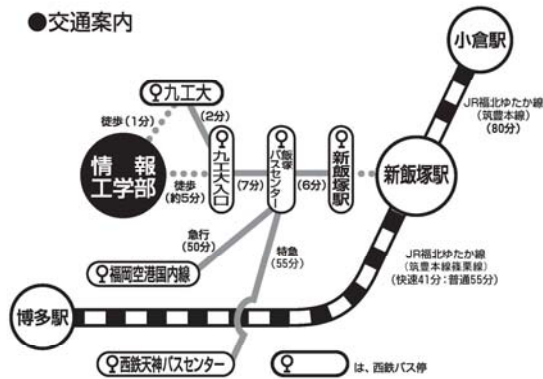 ●交通案内
小倉駅
九工大
(2分)
徒歩(1分)
JR福北ゆたか線
(筑豊本線)
(80分)
情報
工学部
徒歩
(約5分)
九工大入口
(7分)
飯塚
バスセンター
(6分)
新飯塚駅
新飯塚駅
急行
(50分)
特急
(55分)
JR福北ゆたか線
(筑豊本線篠栗線)
(快速41分:普通55分)
福岡空港国内線
博多駅
西鉄天神バスセンター
は、西鉄バス停